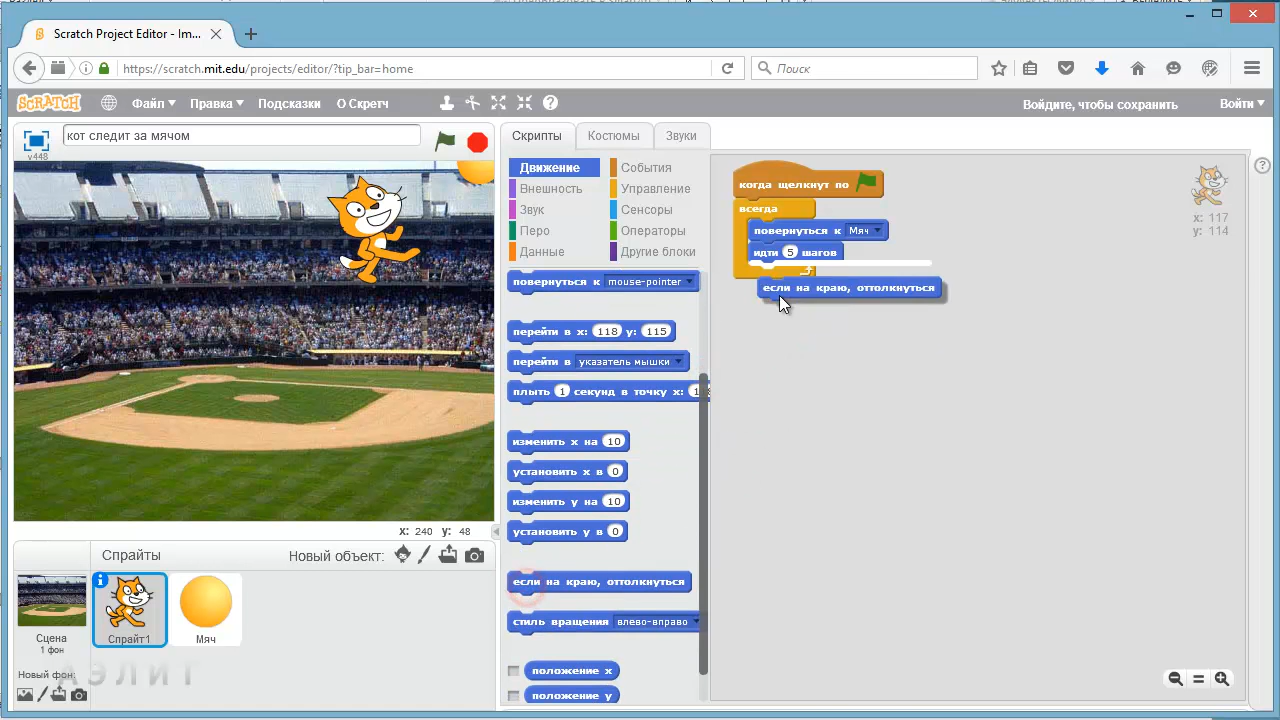 Scratch Project Editor - Im...
https://scratch.mit.edu/projects/editor/?tip_bar=home
Поиск
SCRATCH
Файл
Правка
Подсказки
О Скретч
Войдите, чтобы сохранить
Войти
v448
кот следит за мячом
Скрипты
Костюмы
Звуки
Движение
События
Внешность
Управление
Звук
Сенсоры
Перо
Операторы
Данные
Другие блоки
повернуться к mouse-pointer
перейти в x: 118 y: 115
перейти в указатель мышки
плыть 1 секунд в точку x:
изменить x на 10
установить x в 0
изменить y на 10
установить y в 0
если на краю, оттолкнуться
стиль вращения влево-вправо
положение x
положение y
когда щелкнут по
всегда
повернуться к Мяч
идти 5 шагов
если на краю, оттолкнуться
x: 117
y: 114
x: 240 y: 48
Спрайты
Новый объект:
Сцена
1 фон
Новый фон:
Спрайт1
Мяч
АЭЛИТ